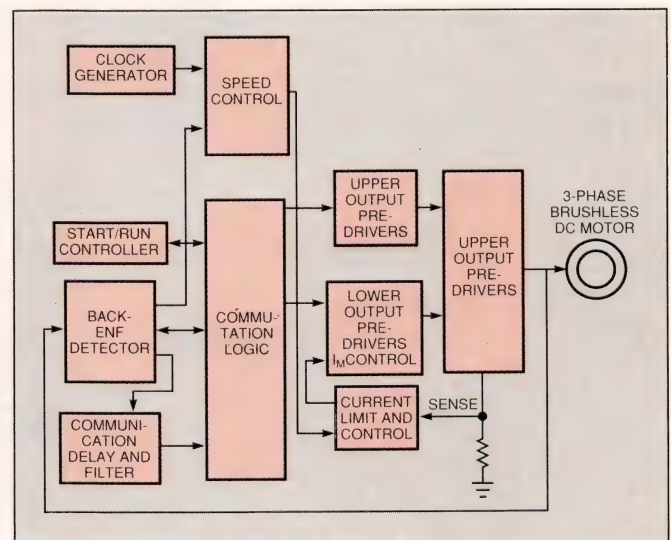 CLOCK
GENERATOR
SPEED
CONTROL
START/RUN
CONTROLLER
BACK-
ENF
DETECTOR
COMMUNI-
CATION
DELAY AND
FILTER
COMMU-
TATION
LOGIC
UPPER
OUTPUT
PRE-
DRIVERS
LOWER
OUTPUT
PRE-
DRIVERS
IMCONTROL
CURRENT
LIMIT AND
CONTROL
SENSE
UPPER
OUTPUT
PRE-
DRIVERS
3-PHASE
BRUSHLESS
DC MOTOR